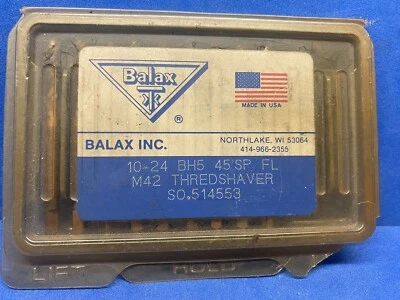 Balax
®
MADE IN USA
BALAX INC.
NORTHLAKE, WI 53064
414-966-2355
10-24 BH5 45°SP FL
M42 THREDSHAVER
SO.514553
LIFT HOLD